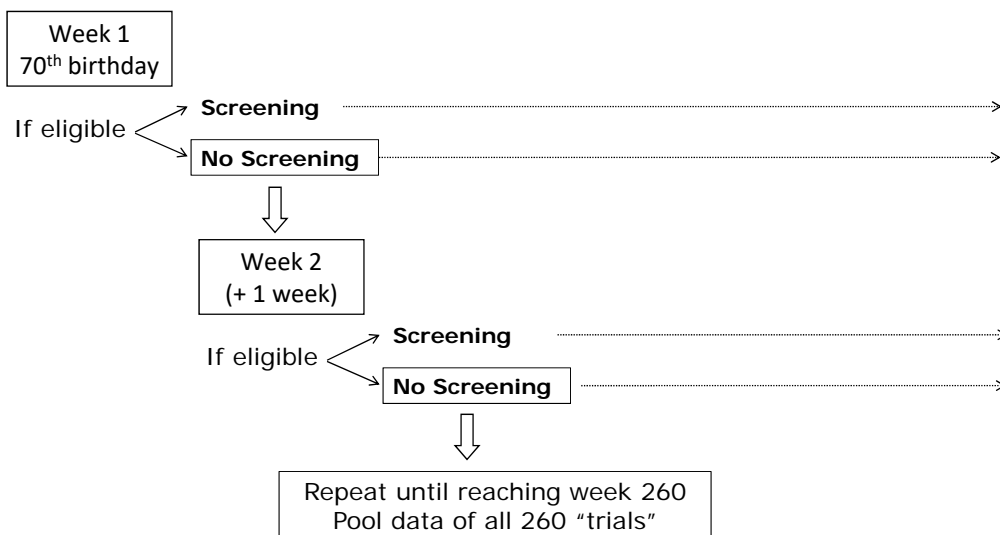 Week 1
70th birthday
If eligible
Screening
No Screening
Week 2
(+ 1 week)
If eligible
Screening
No Screening
Repeat until reaching week 260
Pool data of all 260 “trials”